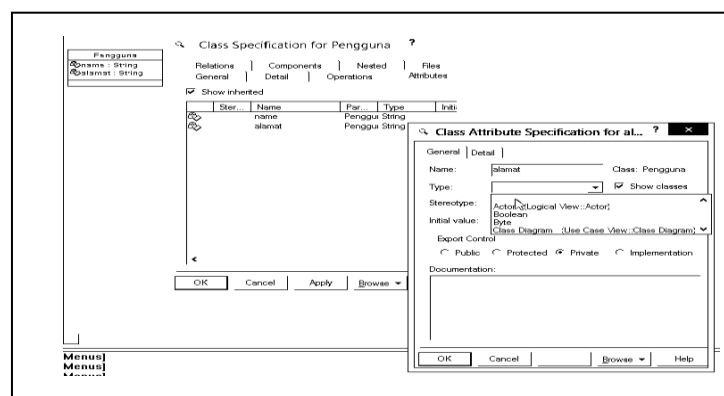 Pengguna
name : String
alamat : String
Class Specification for Pengguna ?
Relations Components Nested Files
General Detail Operations Attributes
Show inherited
Ster... Name Par... Type Initi
name Penggu String
alamat Penggu String
OK Cancel Apply Browse
Class Attribute Specification for al... ?
General Detail
Name: alamat Class: Pengguna
Type: Show classes
Stereotype:
Actor (Logical View::Actor)
Boolean
Byte
Initial value:
Class Diagram (Use Case View::Class Diagram)
Export Control
Public Protected Private Implementation
Documentation:
OK Cancel Browse Help
Menus]
Menus]